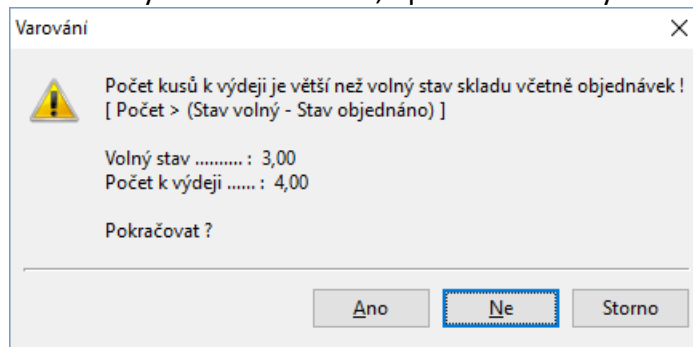 Varování
Počet kusů k výdeji je větší než volný stav skladu včetně objednávek !
[ Počet > (Stav volný - Stav objednáno) ]
Volný stav .......... :  3,00
Počet k výdeji ...... :  4,00
Pokračovat ?
Ano
Ne
Storno